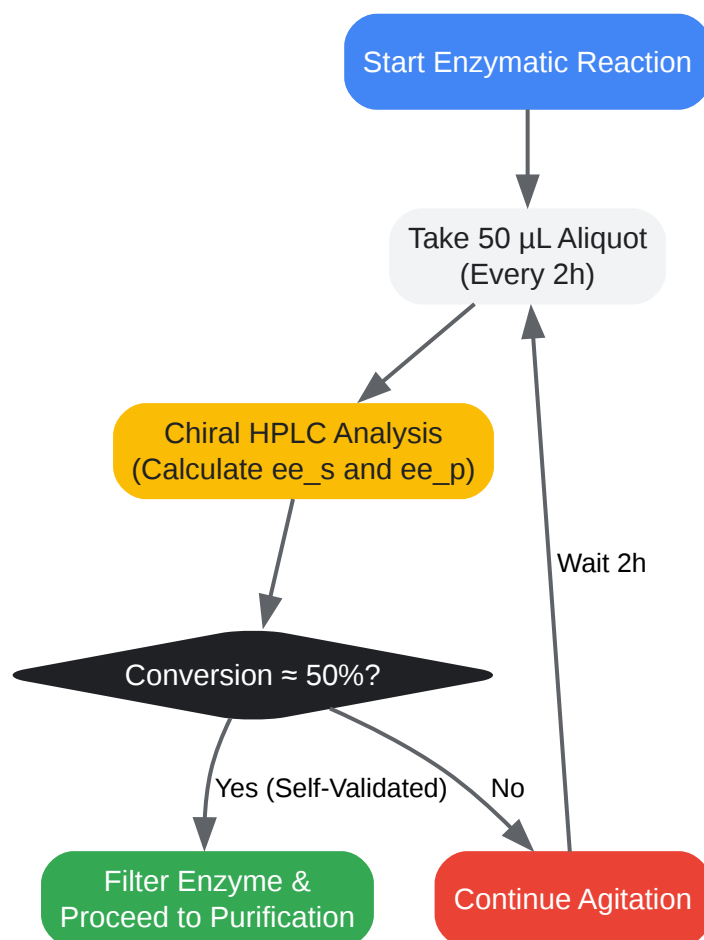 Start Enzymatic Reaction
Take 50 µL Aliquot
(Every 2h)
Chiral HPLC Analysis
(Calculate ee_s and ee_p)
Wait 2h
Conversion ≈ 50%?
Yes (Self-Validated)
No
Filter Enzyme &
Proceed to Purification
Continue Agitation